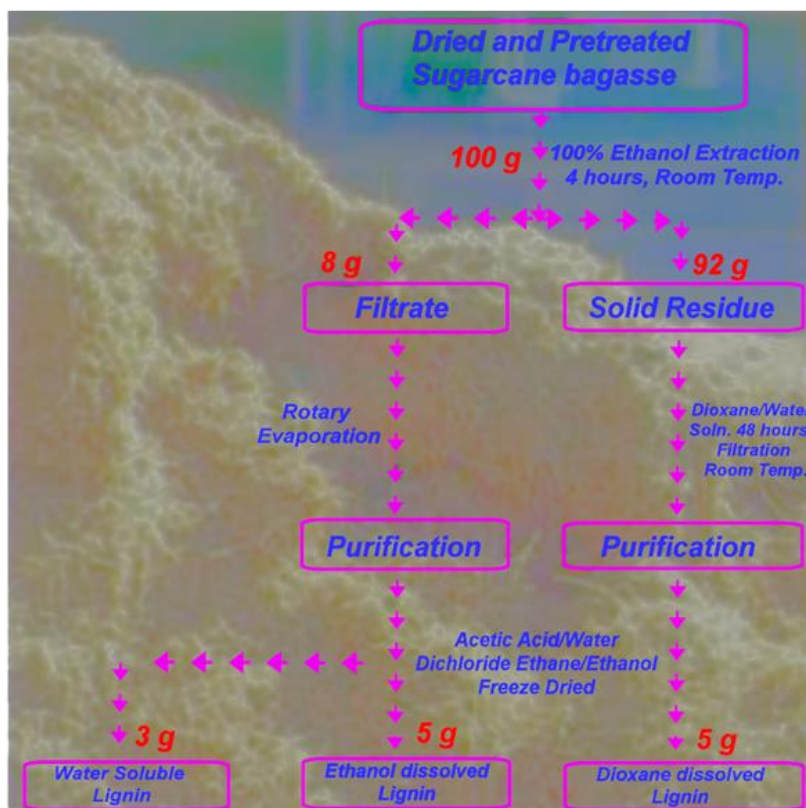 Dried and Pretreated
Sugarcane bagasse
100 g
100% Ethanol Extraction
4 hours, Room Temp.
8 g
92 g
Filtrate
Solid Residue
Rotary
Evaporation
Dioxane/Water
Soln. 48 hours
Filtration
Room Temp.
Purification
Purification
Acetic Acid/Water
Dichloride Ethane/Ethanol
Freeze Dried
3 g
5 g
5 g
Water Soluble
Lignin
Ethanol dissolved
Lignin
Dioxane dissolved
Lignin